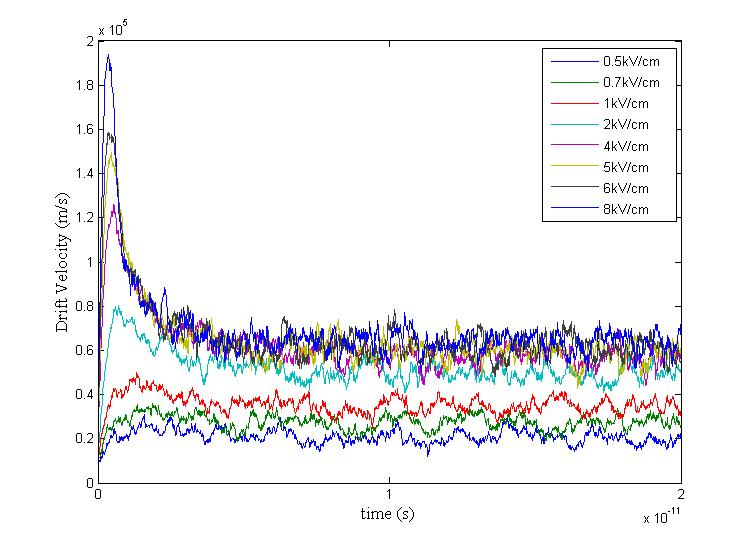 x 10⁵
2
1.8
1.6
1.4
1.2
1
0.8
0.6
0.4
0.2
0
Drift Velocity (m/s)
0.5kV/cm
0.7kV/cm
1kV/cm
2kV/cm
4kV/cm
5kV/cm
6kV/cm
8kV/cm
0 1 2
time (s)
x 10⁻¹¹